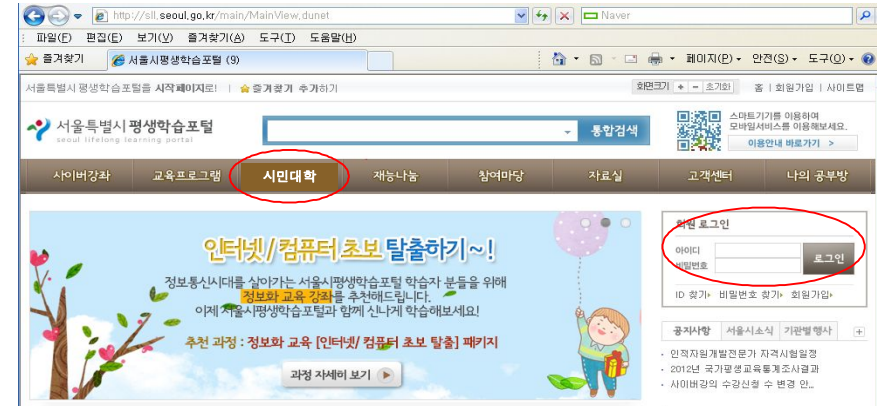 http://sll.seoul.go.kr/main/MainView.dunet
Naver
파일(F) 편집(E) 보기(V) 즐겨찾기(A) 도구(T) 도움말(H)
즐겨찾기 서울시평생학습포털 (9) 페이지(P) 안전(S) 도구(O)
서울특별시 평생학습포털을 시작페이지로! | 즐겨찾기 추가하기 화면크기 + - 초기화 홈 | 회원가입 | 사이트맵
서울특별시 평생학습포털
seoul lifelong learning portal
통합검색
스마트기기를 이용하여
모바일서비스를 이용해보세요.
이용안내 바로가기 >
사이버강좌 교육프로그램 시민대학 재능나눔 참여마당 자료실 고객센터 나의 공부방
인터넷/컴퓨터 초보 탈출하기~!
정보통신시대를 살아가는 서울시평생학습포털 학습자 분들을 위해
정보화 교육 강좌를 추천해드립니다.
이제 서울시평생학습포털과 함께 신나게 학습해보세요!
추천 과정 : 정보화 교육 [인터넷/ 컴퓨터 초보 탈출] 패키지
과정 자세히 보기
회원 로그인
아이디
비밀번호
로그인
ID 찾기 비밀번호 찾기 회원가입
공지사항 서울시소식 기관별행사 +
· 인적자원개발전문가 자격시험일정
· 2012년 국가평생교육통계조사결과
· 사이버강의 수강신청 수 변경 안...